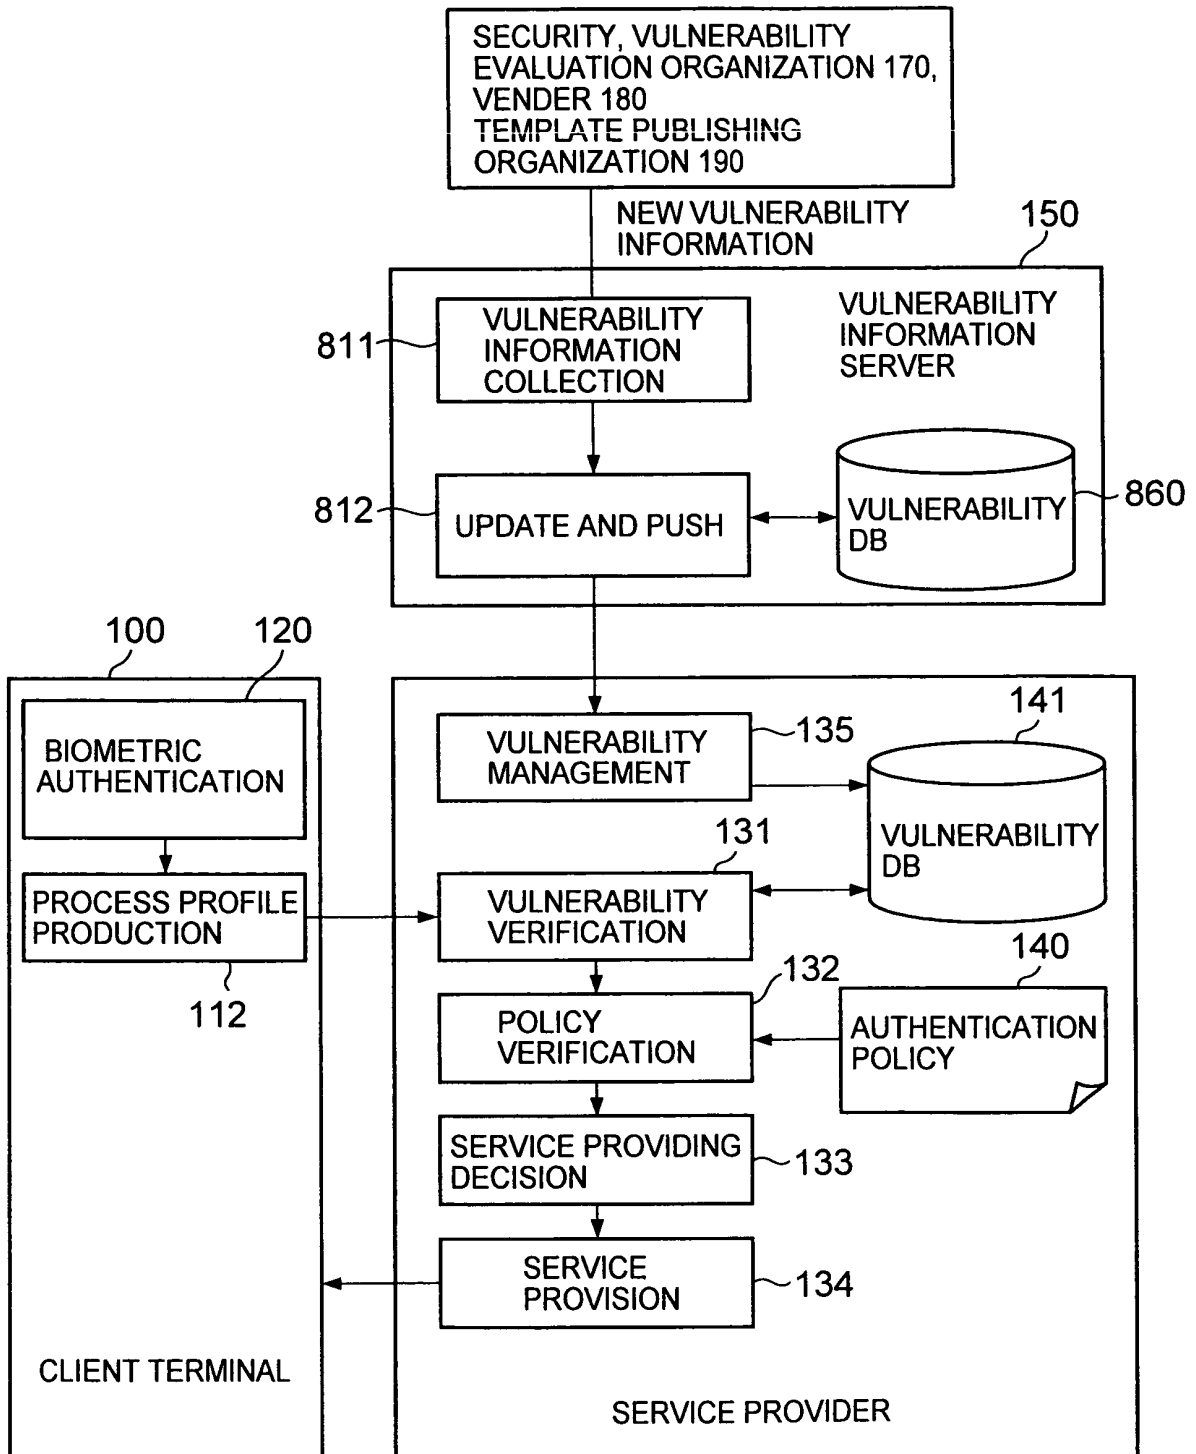 SECURITY, VULNERABILITY
EVALUATION ORGANIZATION 170,
VENDER 180
TEMPLATE PUBLISHING
ORGANIZATION 190
NEW VULNERABILITY
INFORMATION
150
VULNERABILITY
INFORMATION
SERVER
811
VULNERABILITY
INFORMATION
COLLECTION
812
UPDATE AND PUSH
VULNERABILITY
DB
860
100
120
BIOMETRIC
AUTHENTICATION
PROCESS PROFILE
PRODUCTION
112
CLIENT TERMINAL
VULNERABILITY
MANAGEMENT
135
141
VULNERABILITY
DB
131
VULNERABILITY
VERIFICATION
132
POLICY
VERIFICATION
140
AUTHENTICATION
POLICY
SERVICE PROVIDING
DECISION
133
SERVICE
PROVISION
134
SERVICE PROVIDER